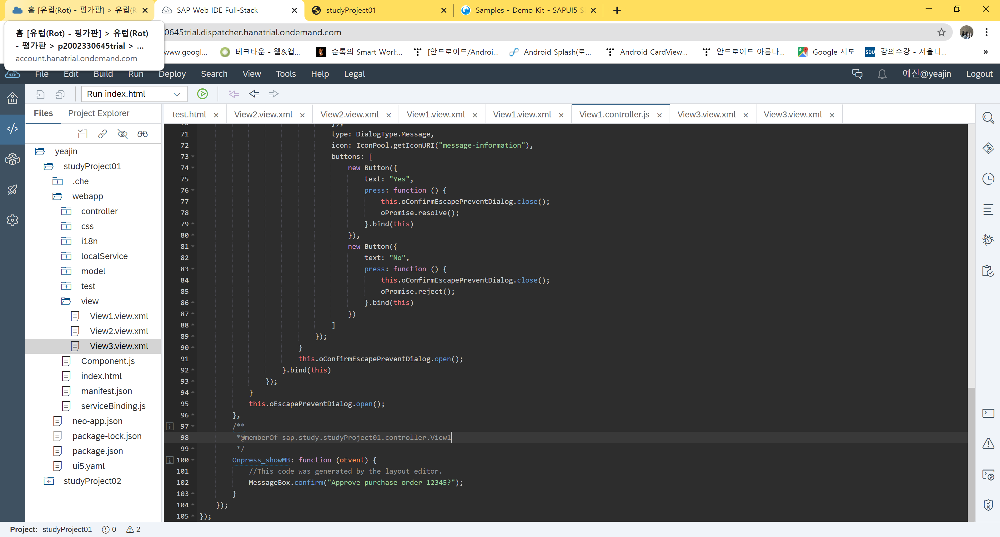 홈 [유럽(Rot) - 평가판] > 유럽(R
SAP Web IDE Full-Stack
studyProject01
Samples - Demo Kit - SAPUI5 S
홈 [유럽(Rot) - 평가판] > 유럽(Rot)
- 평가판 > p2002330645trial > ...
account.hanatrial.ondemand.com
0645trial.dispatcher.hanatrial.ondemand.com
www.googl...
테크타운 - 웹&앱...
순록의 Smart Worl:...
[안드로이드/Androi...
Android Splash(로...
Android CardView...
안드로이드 아름다...
Google 지도
SDU 강의수강 - 서울디...
»
File Edit Build Run Deploy Search View Tools Help Legal
예진@yeajin Logout
Run index.html
Files Project Explorer
test.html View2.view.xml View2.view.xml View1.view.xml View1.view.xml View1.controller.js View3.view.xml View3.view.xml
yeajin
studyProject01
.che
webapp
controller
css
i18n
localService
model
test
view
View1.view.xml
View2.view.xml
View3.view.xml
Component.js
index.html
manifest.json
serviceBinding.js
neo-app.json
package-lock.json
package.json
ui5.yaml
studyProject02
71 type: DialogType.Message,
72 icon: IconPool.getIconURI("message-information"),
73 buttons: [
74 new Button({
75 text: "Yes",
76 press: function () {
77 this.oConfirmEscapePreventDialog.close();
78 oPromise.resolve();
79 }.bind(this)
80 }),
81 new Button({
82 text: "No",
83 press: function () {
84 this.oConfirmEscapePreventDialog.close();
85 oPromise.reject();
86 }.bind(this)
87 })
88 ]
89 });
90 }
91 this.oConfirmEscapePreventDialog.open();
92 }.bind(this)
93 });
94 }
95 this.oEscapePreventDialog.open();
96 },
97 /**
98 *@memberOf sap.study.studyProject01.controller.View1
99 */
100 Onpress_showMB: function (oEvent) {
101 //This code was generated by the layout editor.
102 MessageBox.confirm("Approve purchase order 12345?");
103 }
104 });
105 });
Project: studyProject01 0 2